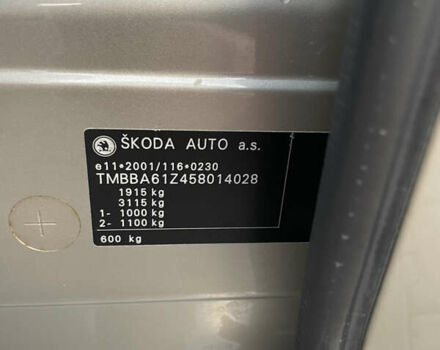 ŠKODA AUTO a.s.
e11*2001/116*0230
TMBBA61Z458014028
1915 kg
3115 kg
1- 1000 kg
2- 1100 kg
600 kg